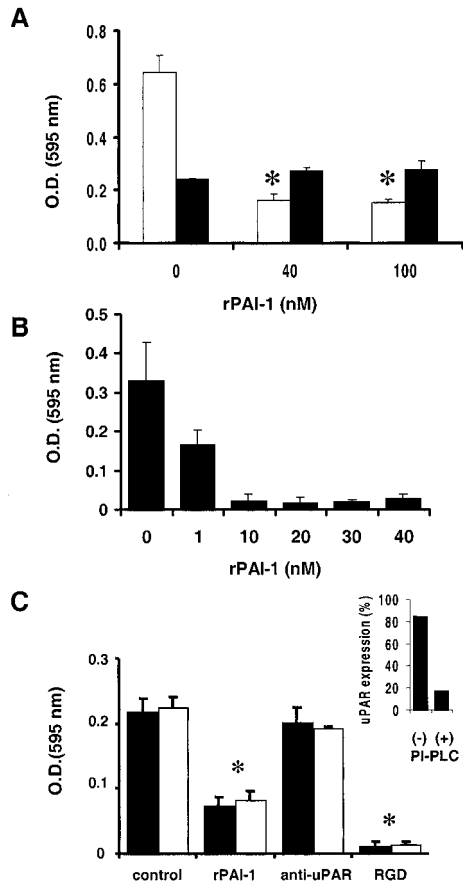 A
O.D. (595 nm)
0.8
0.6
0.4
0.2
0.0
*
*
0
40
100
rPAI-1 (nM)
B
O.D. (595 nm)
0.5
0.4
0.3
0.2
0.1
0
0
1
10
20
30
40
rPAI-1 (nM)
C
uPAR expression (%)
100
80
60
40
20
0
(-)
(+)
PI-PLC
O.D.(595 nm)
0.3
0.2
0.1
0
*
*
control
rPAI-1
anti-uPAR
RGD